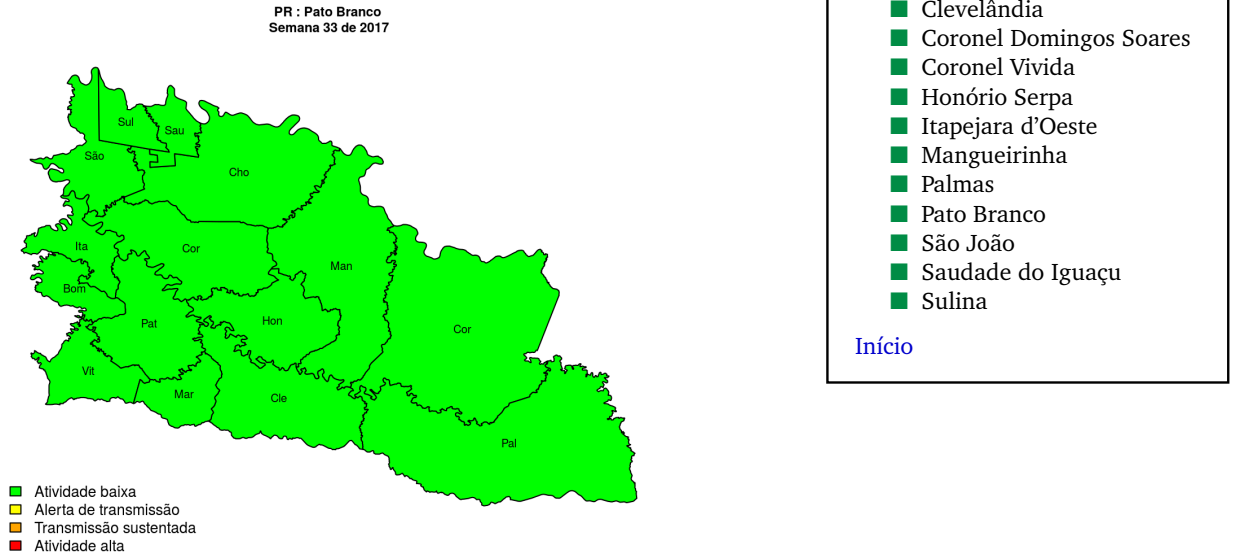 PR : Pato Branco
Semana 33 de 2017
Sul
Sau
São
Cho
Ita
Cor
Man
Bom
Pat
Hon
Cor
Vit
Mar
Cle
Pal
Atividade baixa
Alerta de transmissão
Transmissão sustentada
Atividade alta
Clevelândia
Coronel Domingos Soares
Coronel Vivida
Honório Serpa
Itapejara d’Oeste
Mangueirinha
Palmas
Pato Branco
São João
Saudade do Iguaçu
Sulina
Início